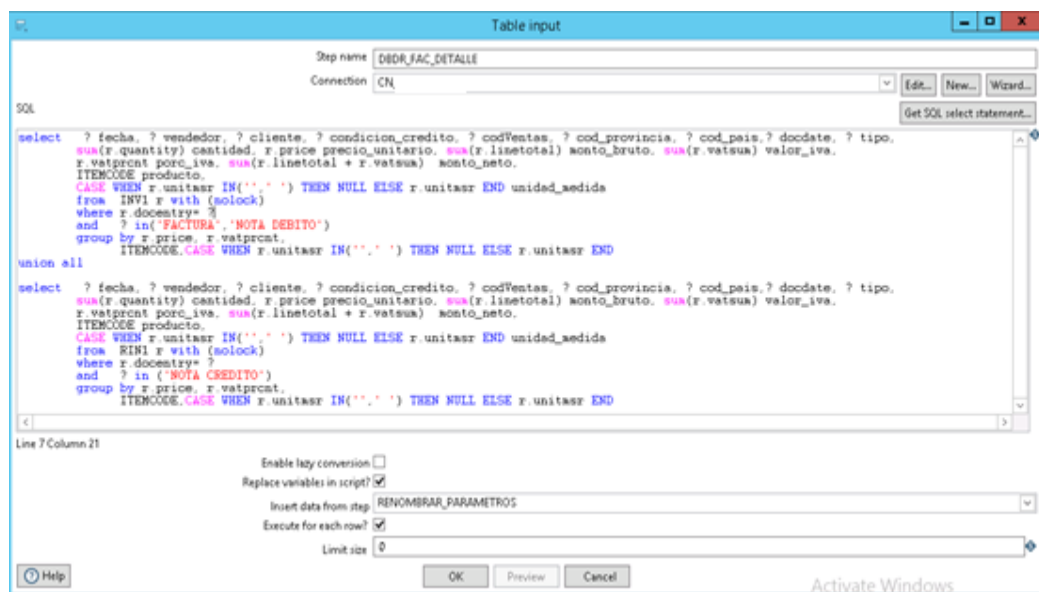 Table input
Step name DBDR_FAC_DETALLE
Connection CN, Edit... New... Wizard...
SQL Get SQL select statement...
select ? fecha, ? vendedor, ? cliente, ? condicion_credito, ? codVentas, ? cod_provincia, ? cod_pais,? docdate, ? tipo,
sum(r.quantity) cantidad, r.price precio_unitario, sum(r.linetotal) monto_bruto, sum(r.vatsum) valor_iva,
r.vatprcnt porc_iva, sum(r.linetotal + r.vatsum) monto_neto,
ITEMCODE producto,
CASE WHEN r.unitmsr IN('',' ') THEN NULL ELSE r.unitmsr END unidad_medida
from INV1 r with (nolock)
where r.docentry= ?
and ? in('FACTURA','NOTA DEBITO')
group by r.price, r.vatprcnt,
ITEMCODE,CASE WHEN r.unitmsr IN('',' ') THEN NULL ELSE r.unitmsr END
union all
select ? fecha, ? vendedor, ? cliente, ? condicion_credito, ? codVentas, ? cod_provincia, ? cod_pais,? docdate, ? tipo,
sum(r.quantity) cantidad, r.price precio_unitario, sum(r.linetotal) monto_bruto, sum(r.vatsum) valor_iva,
r.vatprcnt porc_iva, sum(r.linetotal + r.vatsum) monto_neto,
ITEMCODE producto,
CASE WHEN r.unitmsr IN('',' ') THEN NULL ELSE r.unitmsr END unidad_medida
from RIN1 r with (nolock)
where r.docentry= ?
and ? in ('NOTA CREDITO')
group by r.price, r.vatprcnt,
ITEMCODE,CASE WHEN r.unitmsr IN('',' ') THEN NULL ELSE r.unitmsr END
Line 7 Column 21
Enable lazy conversion
Replace variables in script?
Insert data from step RENOMBRAR_PARAMETROS
Execute for each row?
Limit size 0
Help OK Preview Cancel
Activate Windows